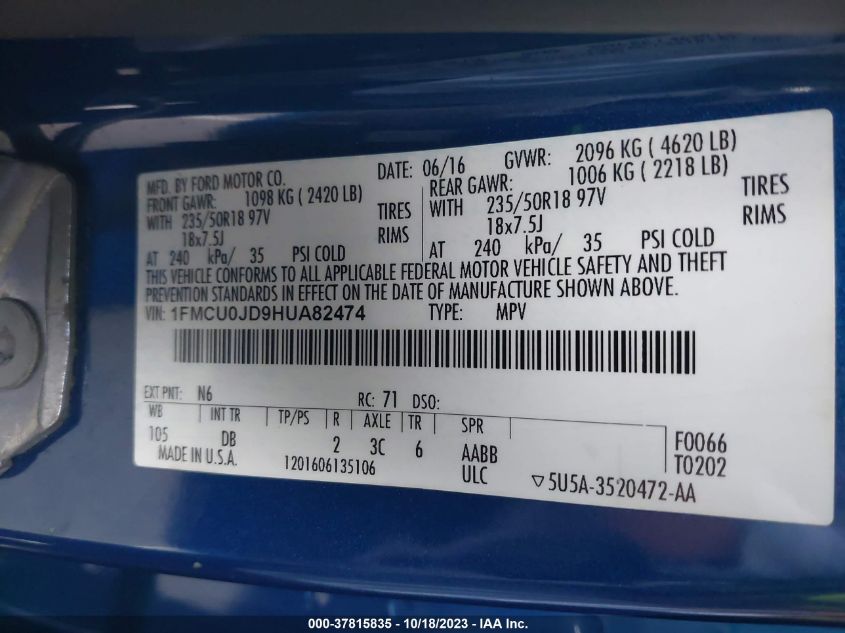 MFD. BY FORD MOTOR CO. DATE: 06/16 GVWR: 2096 KG ( 4620 LB)
FRONT GAWR: 1098 KG ( 2420 LB) REAR GAWR: 1006 KG ( 2218 LB)
WITH 235/50R18 97V TIRES WITH 235/50R18 97V TIRES
18x7.5J RIMS 18x7.5J RIMS
AT 240 kPa/ 35 PSI COLD AT 240 kPa/ 35 PSI COLD
THIS VEHICLE CONFORMS TO ALL APPLICABLE FEDERAL MOTOR VEHICLE SAFETY AND THEFT
PREVENTION STANDARDS IN EFFECT ON THE DATE OF MANUFACTURE SHOWN ABOVE.
VIN: 1FMCU0JD9HUA82474 TYPE: MPV
EXT PNT: N6 RC: 71 DSO:
WB INT TR TP/PS R AXLE TR SPR
105 DB 2 3C 6 AABB F0066
MADE IN U.S.A. 1201606135106 ULC T0202
▽5U5A-3520472-AA
000-37815835 - 10/18/2023 - IAA Inc.